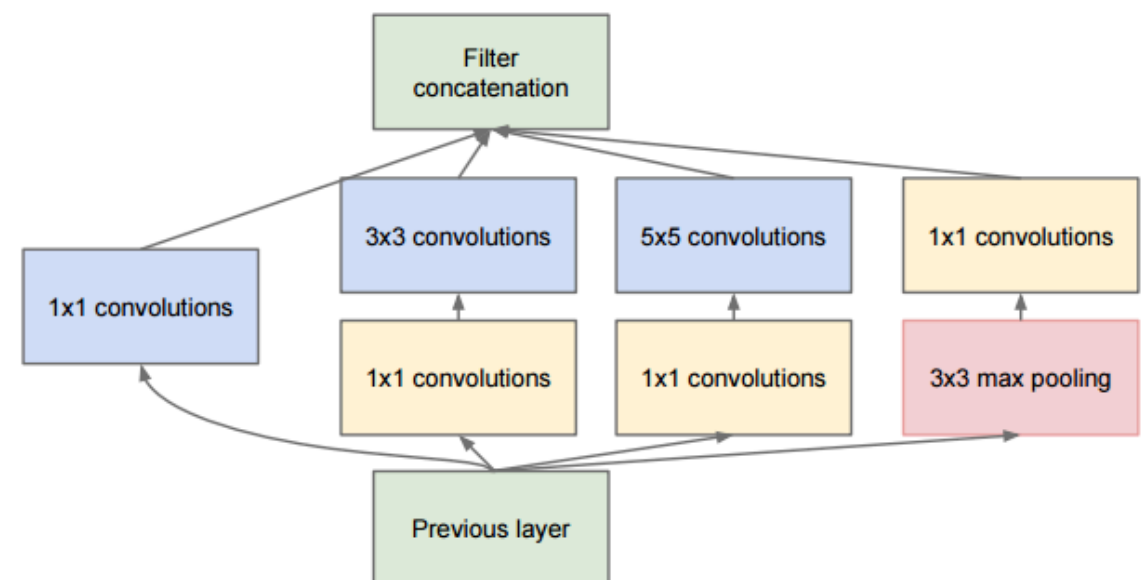 Filter
concatenation
3x3 convolutions
5x5 convolutions
1x1 convolutions
1x1 convolutions
1x1 convolutions
1x1 convolutions
3x3 max pooling
Previous layer